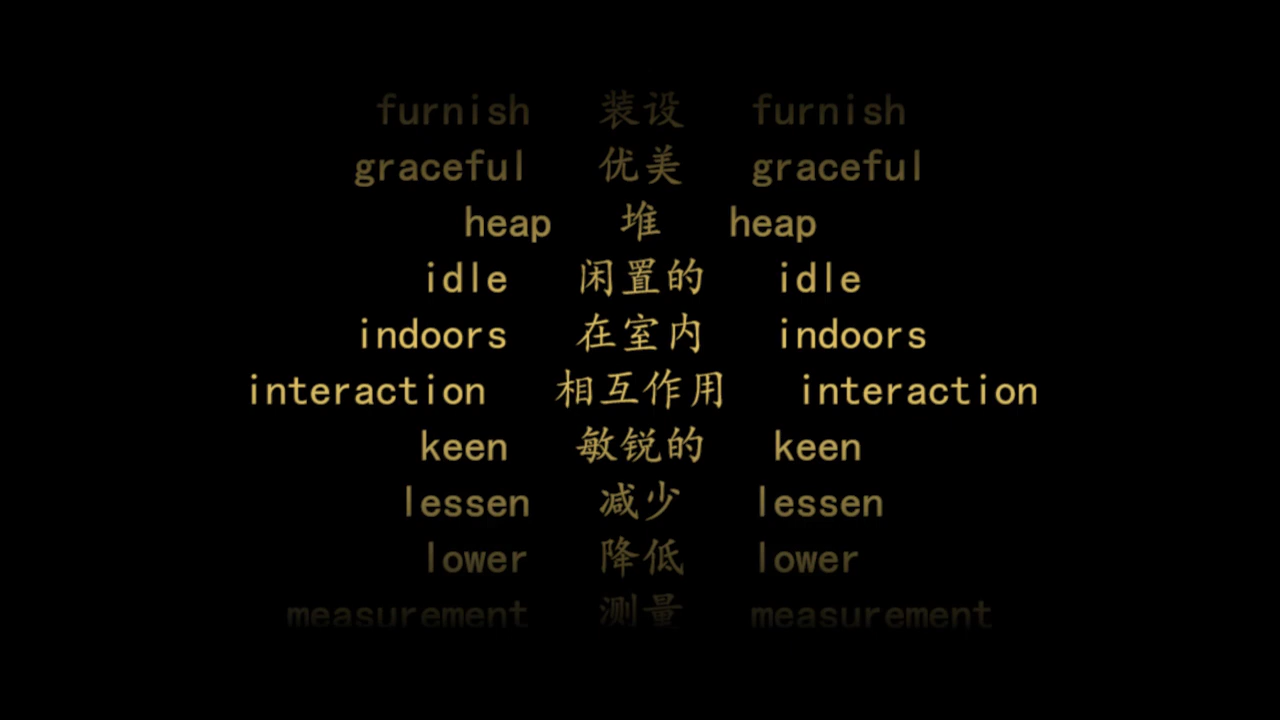 furnish 装设 furnish
graceful 优美 graceful
heap 堆 heap
idle 闲置的 idle
indoors 在室内 indoors
interaction 相互作用 interaction
keen 敏锐的 keen
lessen 减少 lessen
lower 降低 lower
measurement 测量 measurement